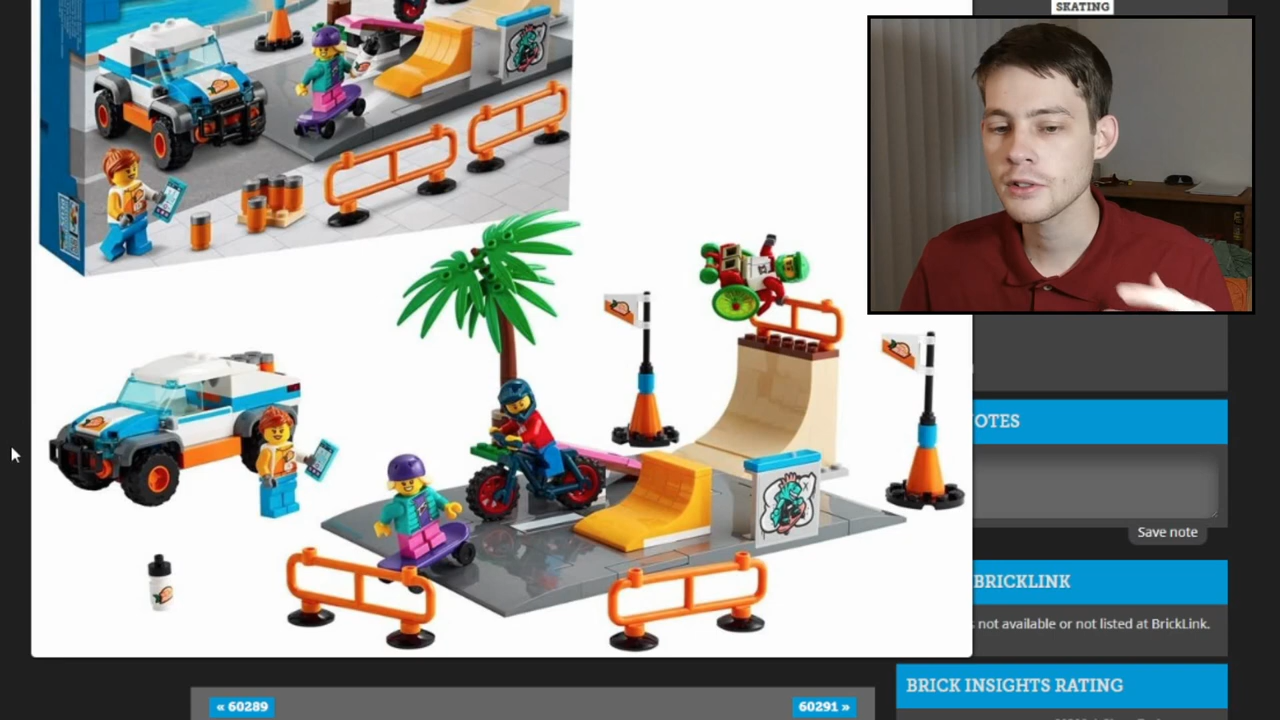 SKATING
OTES
Save note
BRICKLINK
not available or not listed at BrickLink.
BRICK INSIGHTS RATING
« 60289
60291 »